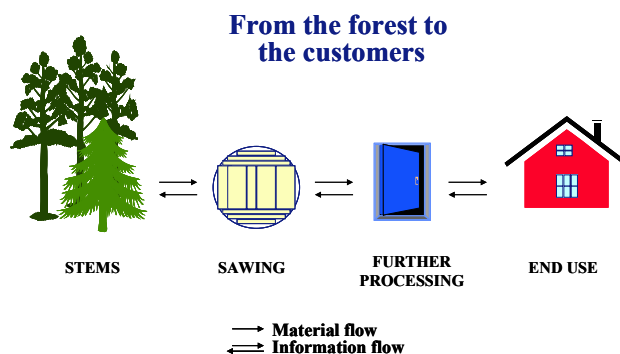 From the forest to
the customers
STEMS
SAWING
FURTHER
PROCESSING
END USE
Material flow
Information flow